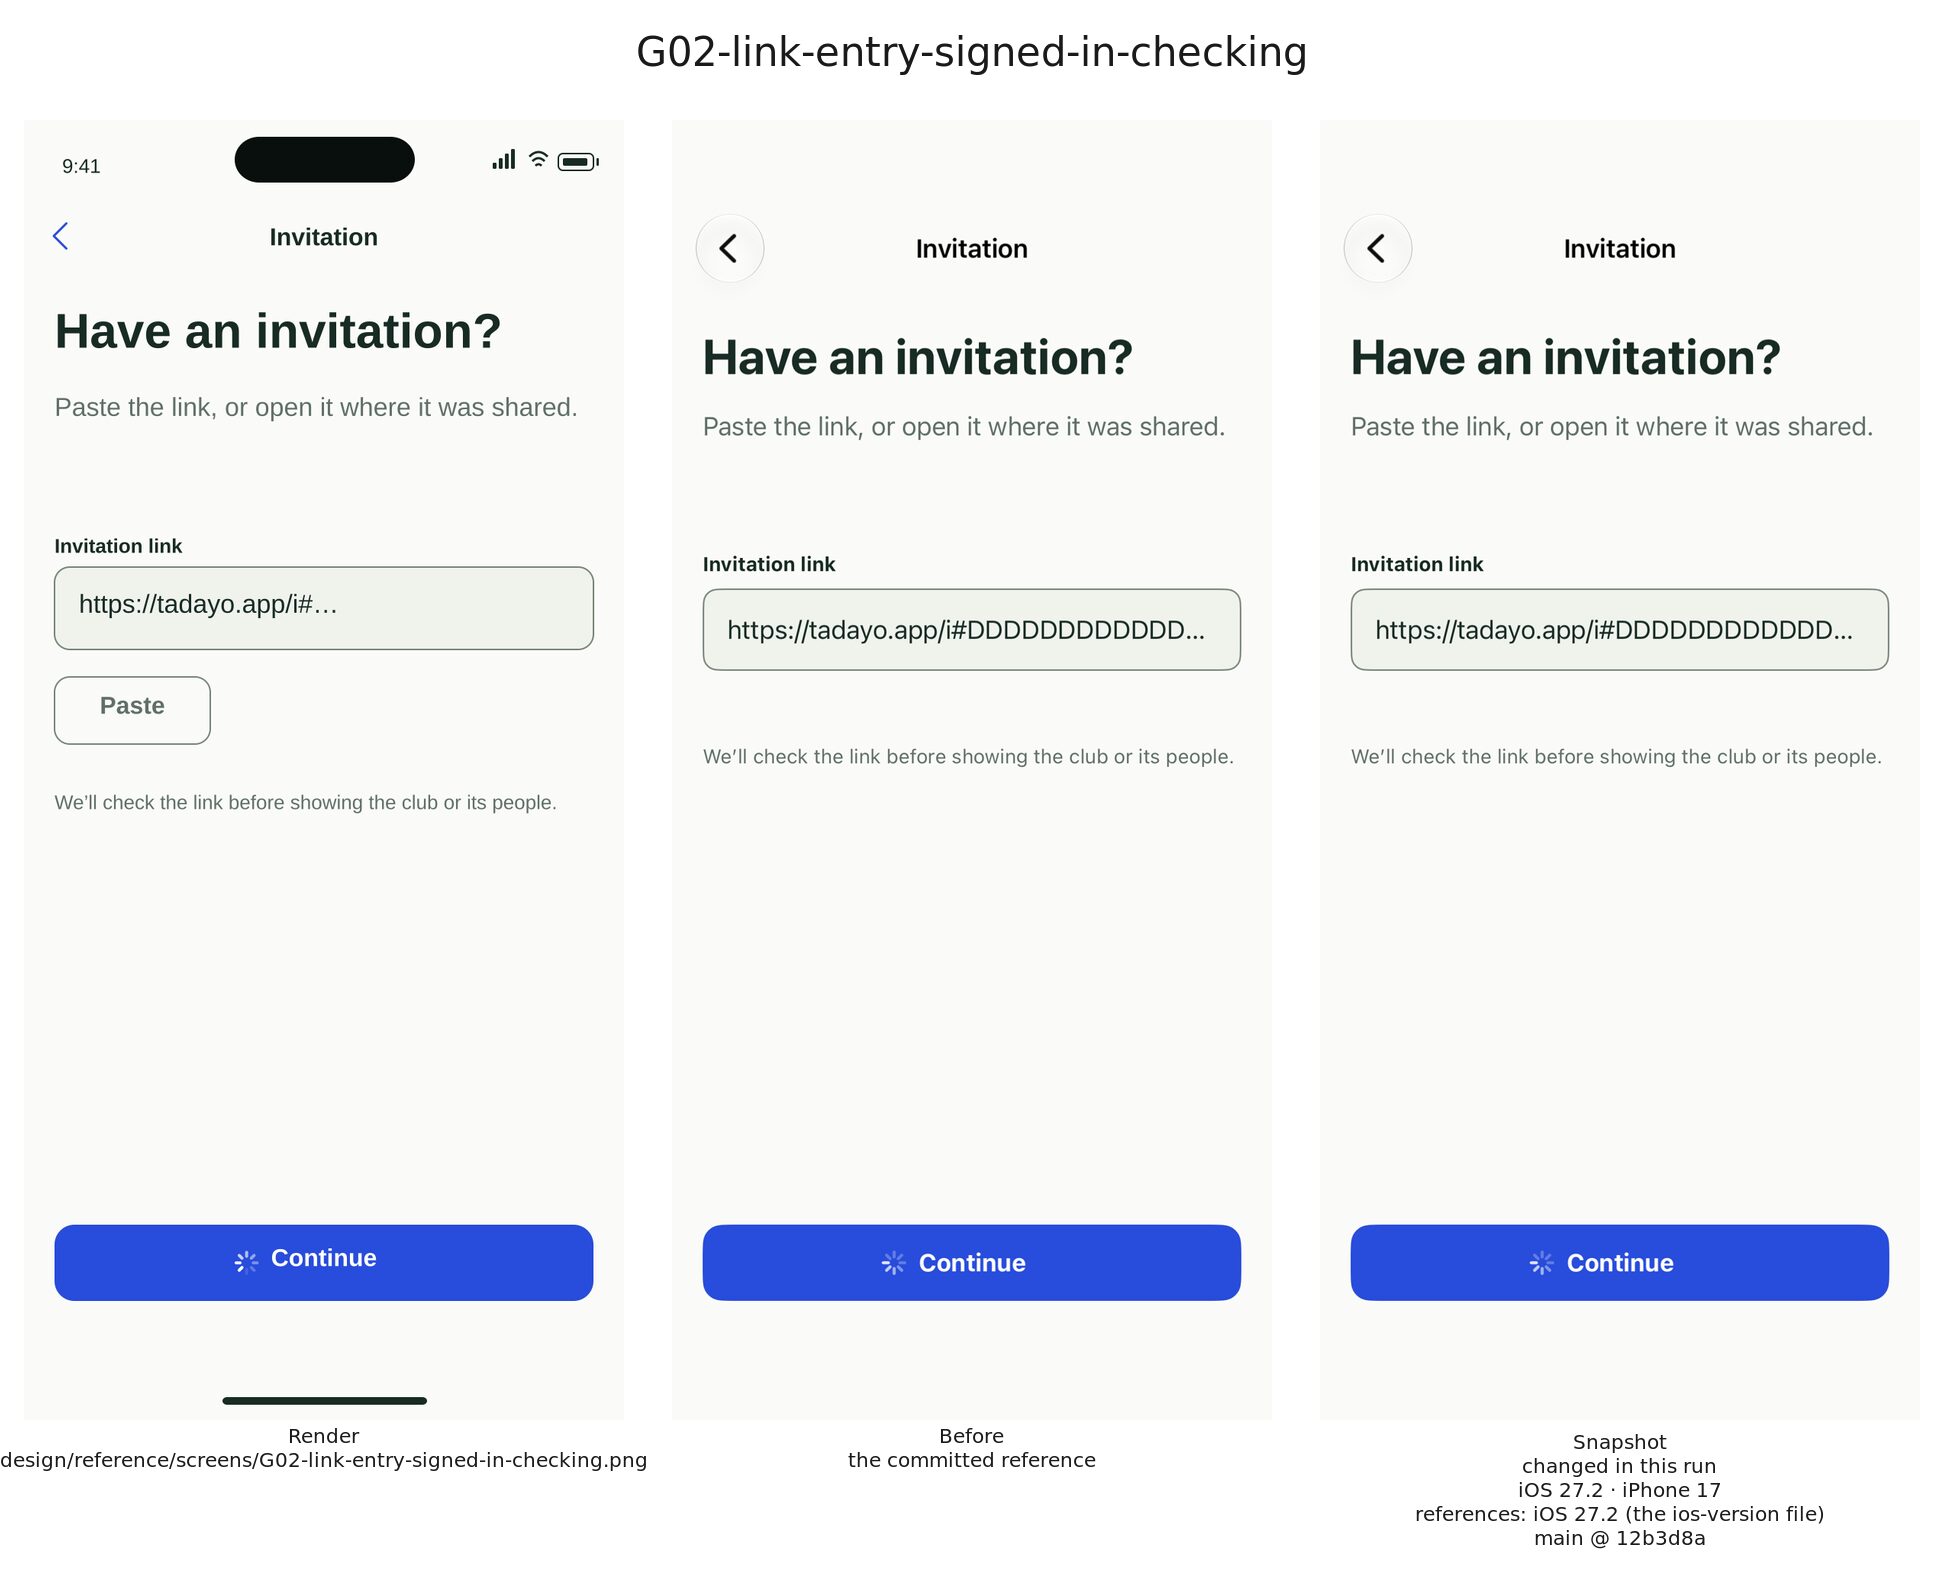 G02-link-entry-signed-in-checking
9:41
Invitation
Have an invitation?
Paste the link, or open it where it was shared.
Invitation link
https://tadayo.app/i#…
Paste
We’ll check the link before showing the club or its people.
Continue
Render
design/reference/screens/G02-link-entry-signed-in-checking.png
Invitation
Have an invitation?
Paste the link, or open it where it was shared.
Invitation link
https://tadayo.app/i#DDDDDDDDDDDD...
We’ll check the link before showing the club or its people.
Continue
Before
the committed reference
Invitation
Have an invitation?
Paste the link, or open it where it was shared.
Invitation link
https://tadayo.app/i#DDDDDDDDDDDD...
We’ll check the link before showing the club or its people.
Continue
Snapshot
changed in this run
iOS 27.2 · iPhone 17
references: iOS 27.2 (the ios-version file)
main @ 12b3d8a